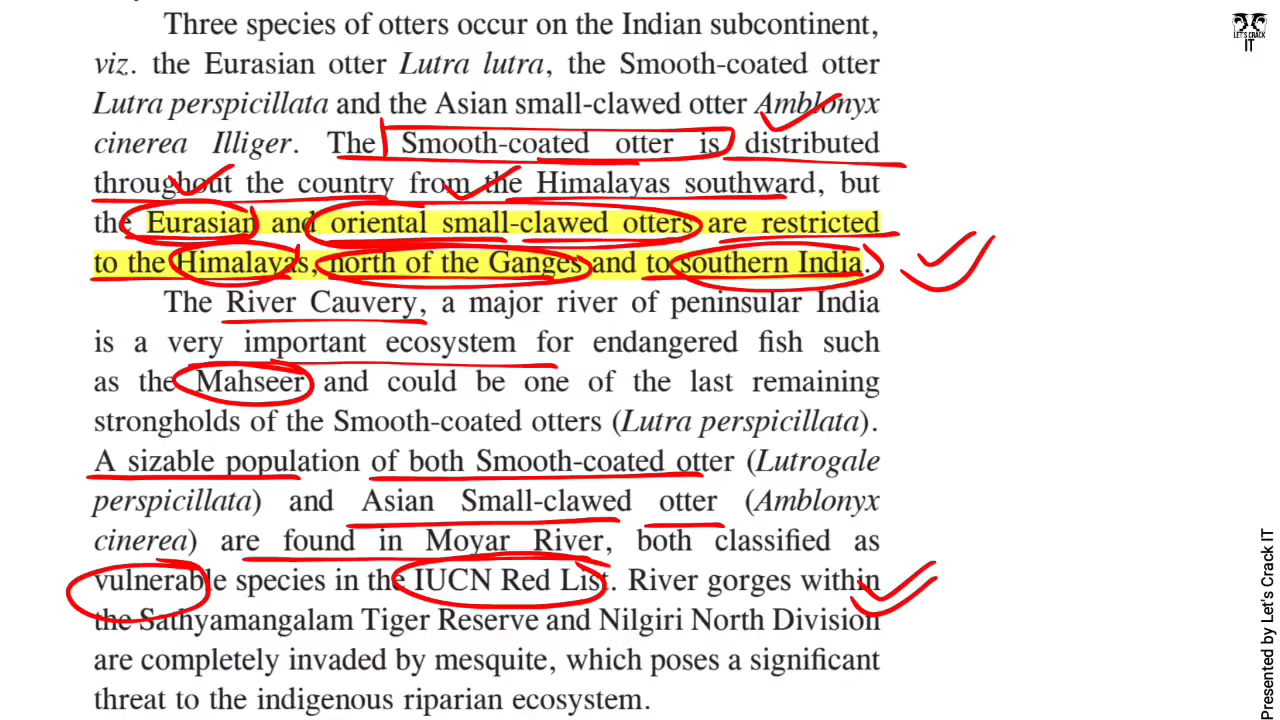 Three species of otters occur on the Indian subcontinent,
viz. the Eurasian otter Lutra lutra, the Smooth-coated otter
Lutra perspicillata and the Asian small-clawed otter Amblonyx
cinerea Illiger. The Smooth-coated otter is distributed
throughout the country from the Himalayas southward, but
the Eurasian and oriental small-clawed otters are restricted
to the Himalayas, north of the Ganges and to southern India.
The River Cauvery, a major river of peninsular India
is a very important ecosystem for endangered fish such
as the Mahseer and could be one of the last remaining
strongholds of the Smooth-coated otters (Lutra perspicillata).
A sizable population of both Smooth-coated otter (Lutrogale
perspicillata) and Asian Small-clawed otter (Amblonyx
cinerea) are found in Moyar River, both classified as
vulnerable species in the IUCN Red List. River gorges within
the Sathyamangalam Tiger Reserve and Nilgiri North Division
are completely invaded by mesquite, which poses a significant
threat to the indigenous riparian ecosystem.
LET'S CRACK
IT
Presented by Let's Crack IT